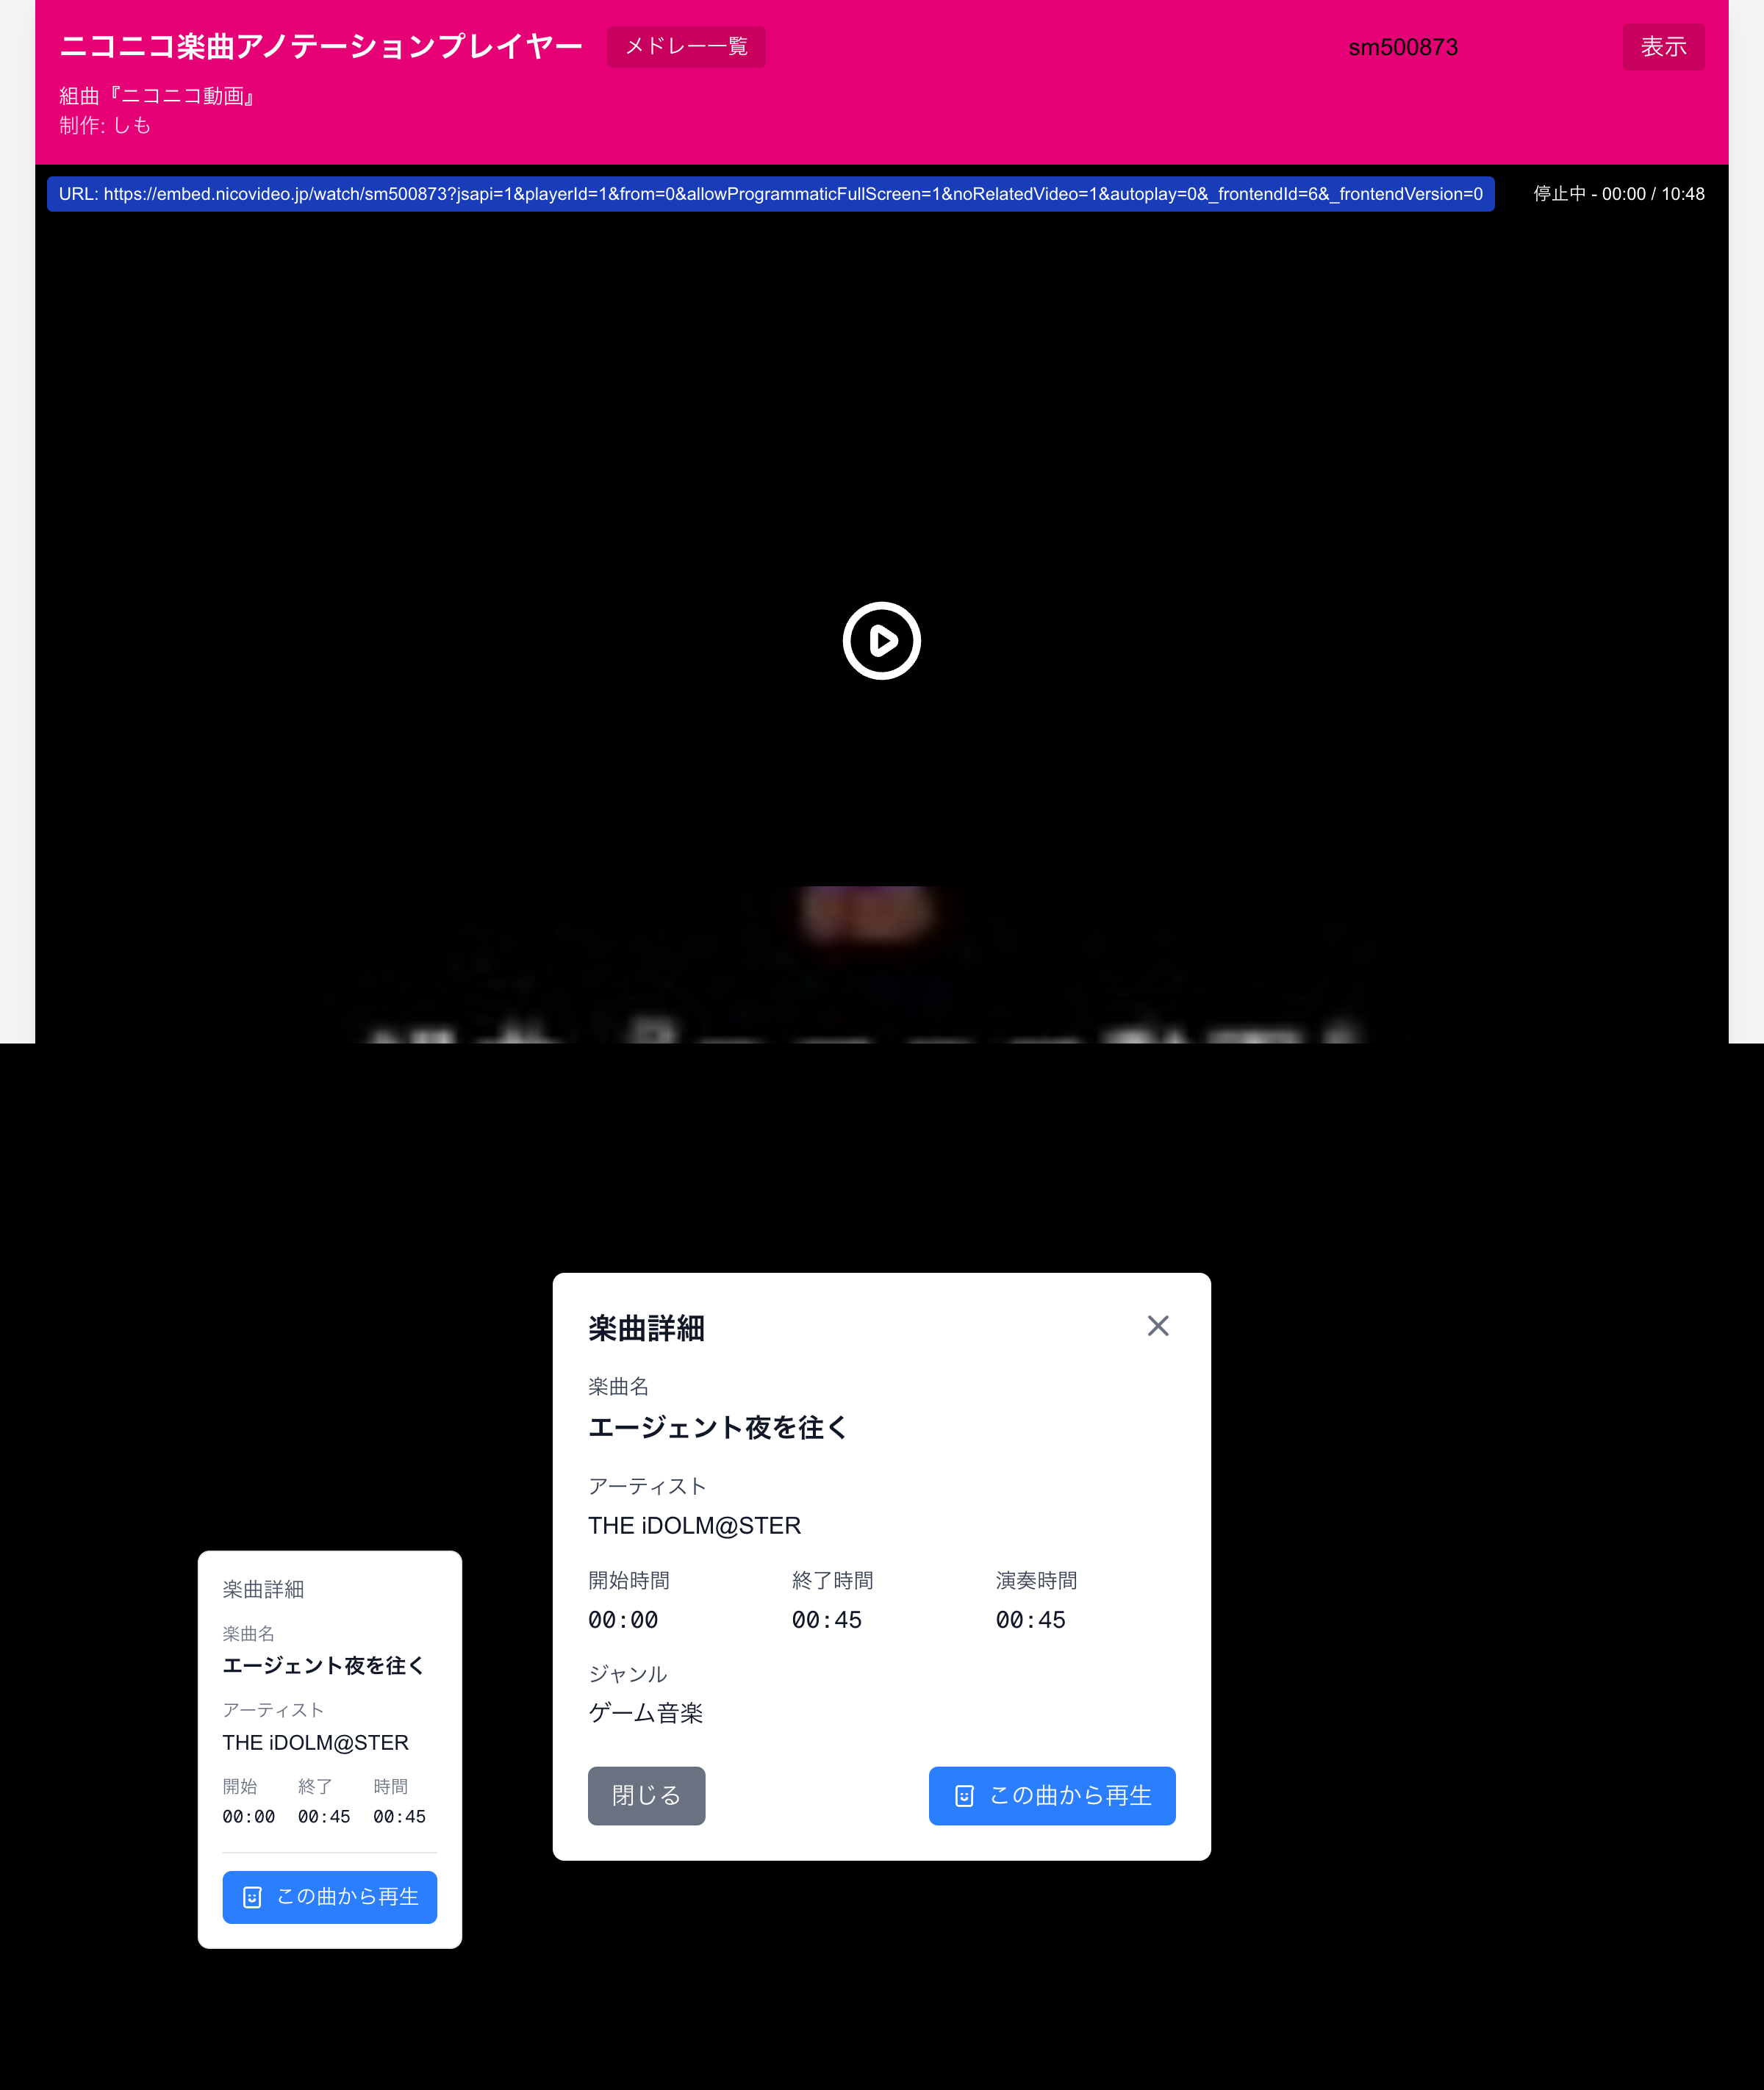 ニコニコ楽曲アノテーションプレイヤー
メドレー一覧
sm500873
表示
組曲『ニコニコ動画』
制作: しも
URL: https://embed.nicovideo.jp/watch/sm500873?jsapi=1&playerId=1&from=0&allowProgrammaticFullScreen=1&noRelatedVideo=1&autoplay=0&_frontendId=6&_frontendVersion=0
停止中 - 00:00 / 10:48
楽曲詳細
楽曲名
エージェント夜を往く
アーティスト
THE iDOLM@STER
開始時間 終了時間 演奏時間
00:00 00:45 00:45
ジャンル
ゲーム音楽
閉じる
この曲から再生
楽曲詳細
楽曲名
エージェント夜を往く
アーティスト
THE iDOLM@STER
開始 終了 時間
00:00 00:45 00:45
この曲から再生